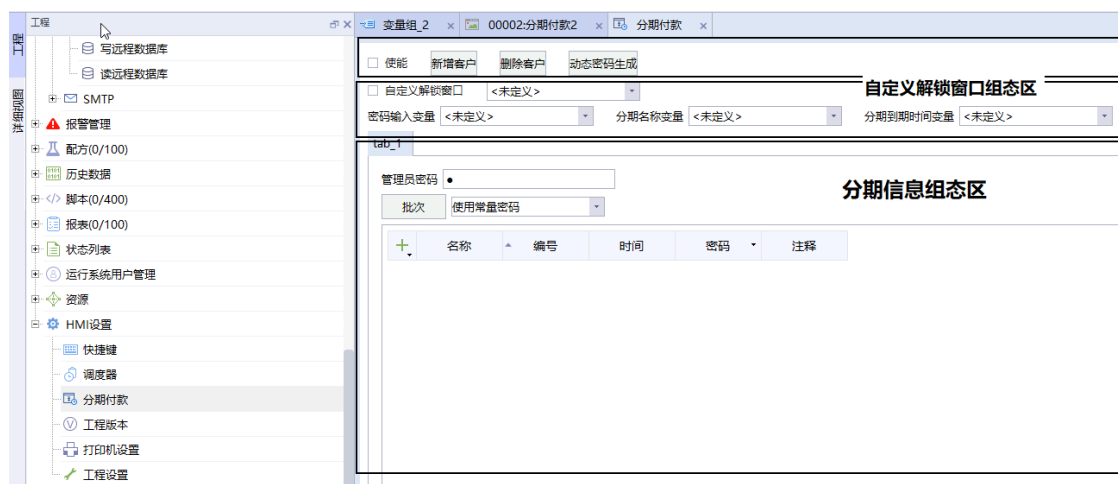 工程
变量组_2
00002:分期付款2
分期付款
工程
详细视图
写远程数据库
读远程数据库
SMTP
报警管理
配方(0/100)
历史数据
脚本(0/400)
报表(0/100)
状态列表
运行系统用户管理
资源
HMI设置
快捷键
调度器
分期付款
工程版本
打印机设置
工程设置
使能 新增客户 删除客户 动态密码生成
自定义解锁窗口 <未定义> 自定义解锁窗口组态区
密码输入变量 <未定义> 分期名称变量 <未定义> 分期到期时间变量 <未定义>
tab_1
管理员密码 ●
分期信息组态区
批次 使用常量密码
名称 编号 时间 密码 注释